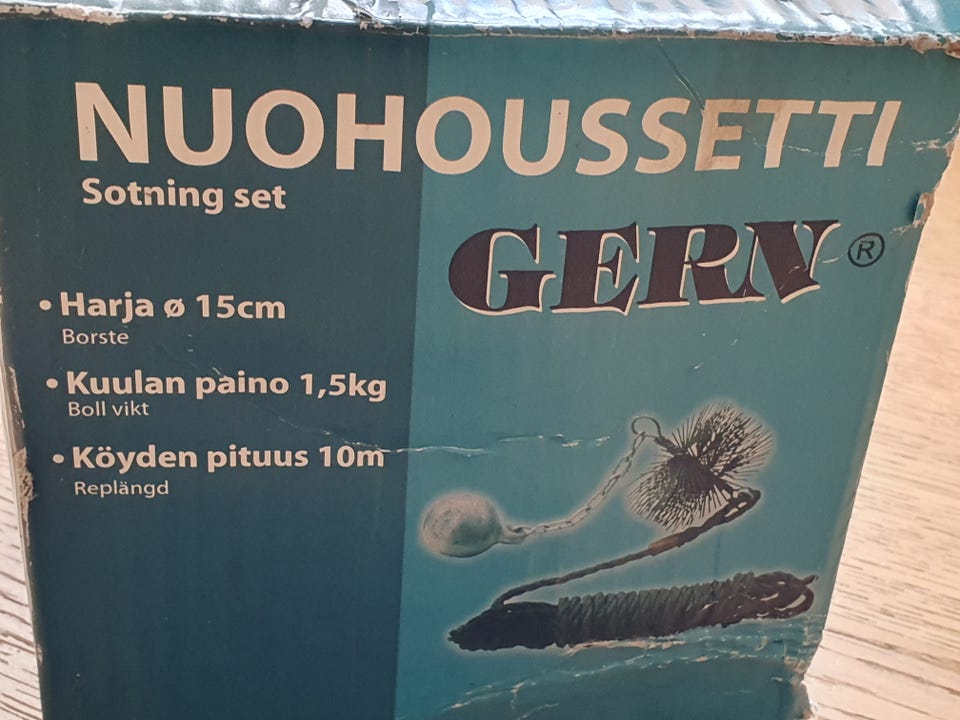 NUOHOUSSETTI
Sotning set
GERN®
• Harja ø 15cm
Borste
• Kuulan paino 1,5kg
Boll vikt
• Köyden pituus 10m
Replängd